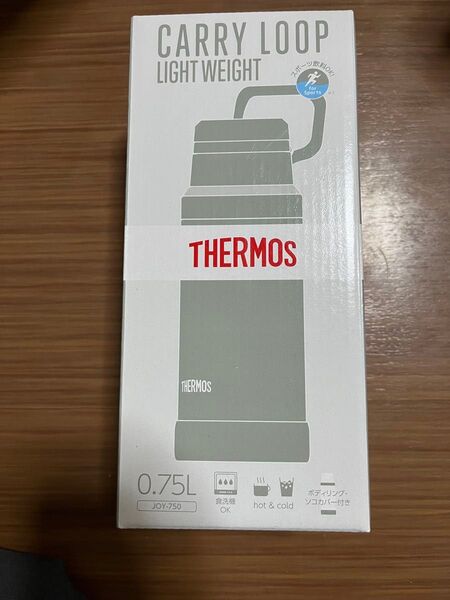 CARRY LOOP
LIGHT WEIGHT
スポーツ飲料OK!
for
Sports
THERMOS
THERMOS
0.75L
JOY-750
食洗機
OK
hot & cold
ボディリング・
ソコカバー付き